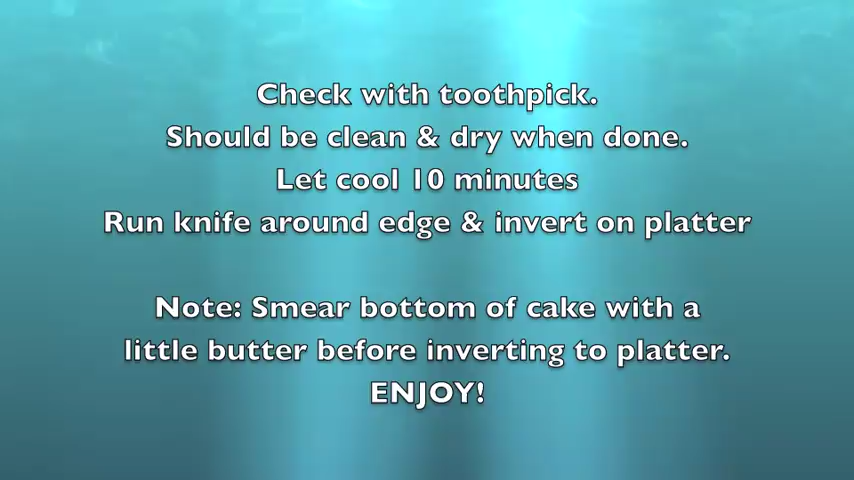 Check with toothpick.
Should be clean & dry when done.
Let cool 10 minutes
Run knife around edge & invert on platter
Note: Smear bottom of cake with a
little butter before inverting to platter.
ENJOY!